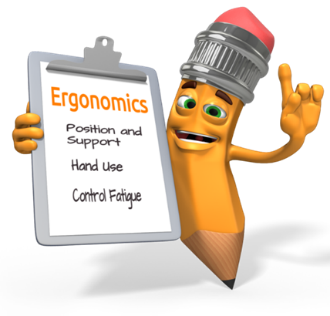 Ergonomics
Position and
Support
Hand Use
Control Fatigue